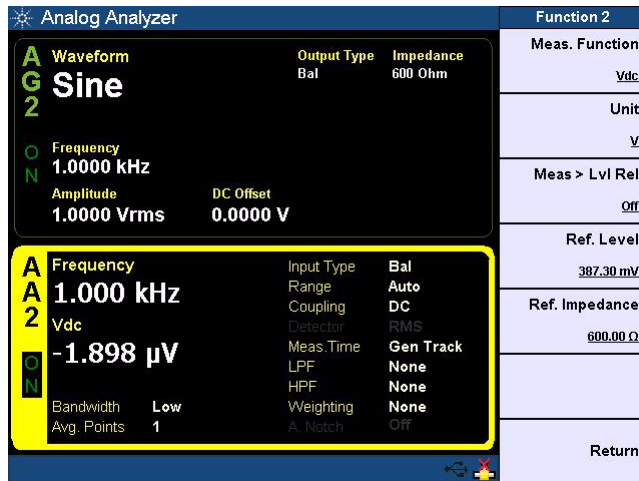 Analog Analyzer
Function 2
AG2
ON
Waveform
Sine
Output Type Impedance
Bal 600 Ohm
Frequency
1.0000 kHz
Amplitude DC Offset
1.0000 Vrms 0.0000 V
AA2
ON
Frequency
1.000 kHz
Vdc
-1.898 µV
Bandwidth Low
Avg. Points 1
Input Type Bal
Range Auto
Coupling DC
Detector RMS
Meas.Time Gen Track
LPF None
HPF None
Weighting None
A. Notch Off
Meas. Function
Vdc
Unit
V
Meas > Lvl Rel
Off
Ref. Level
387.30 mV
Ref. Impedance
600.00 Ω
Return